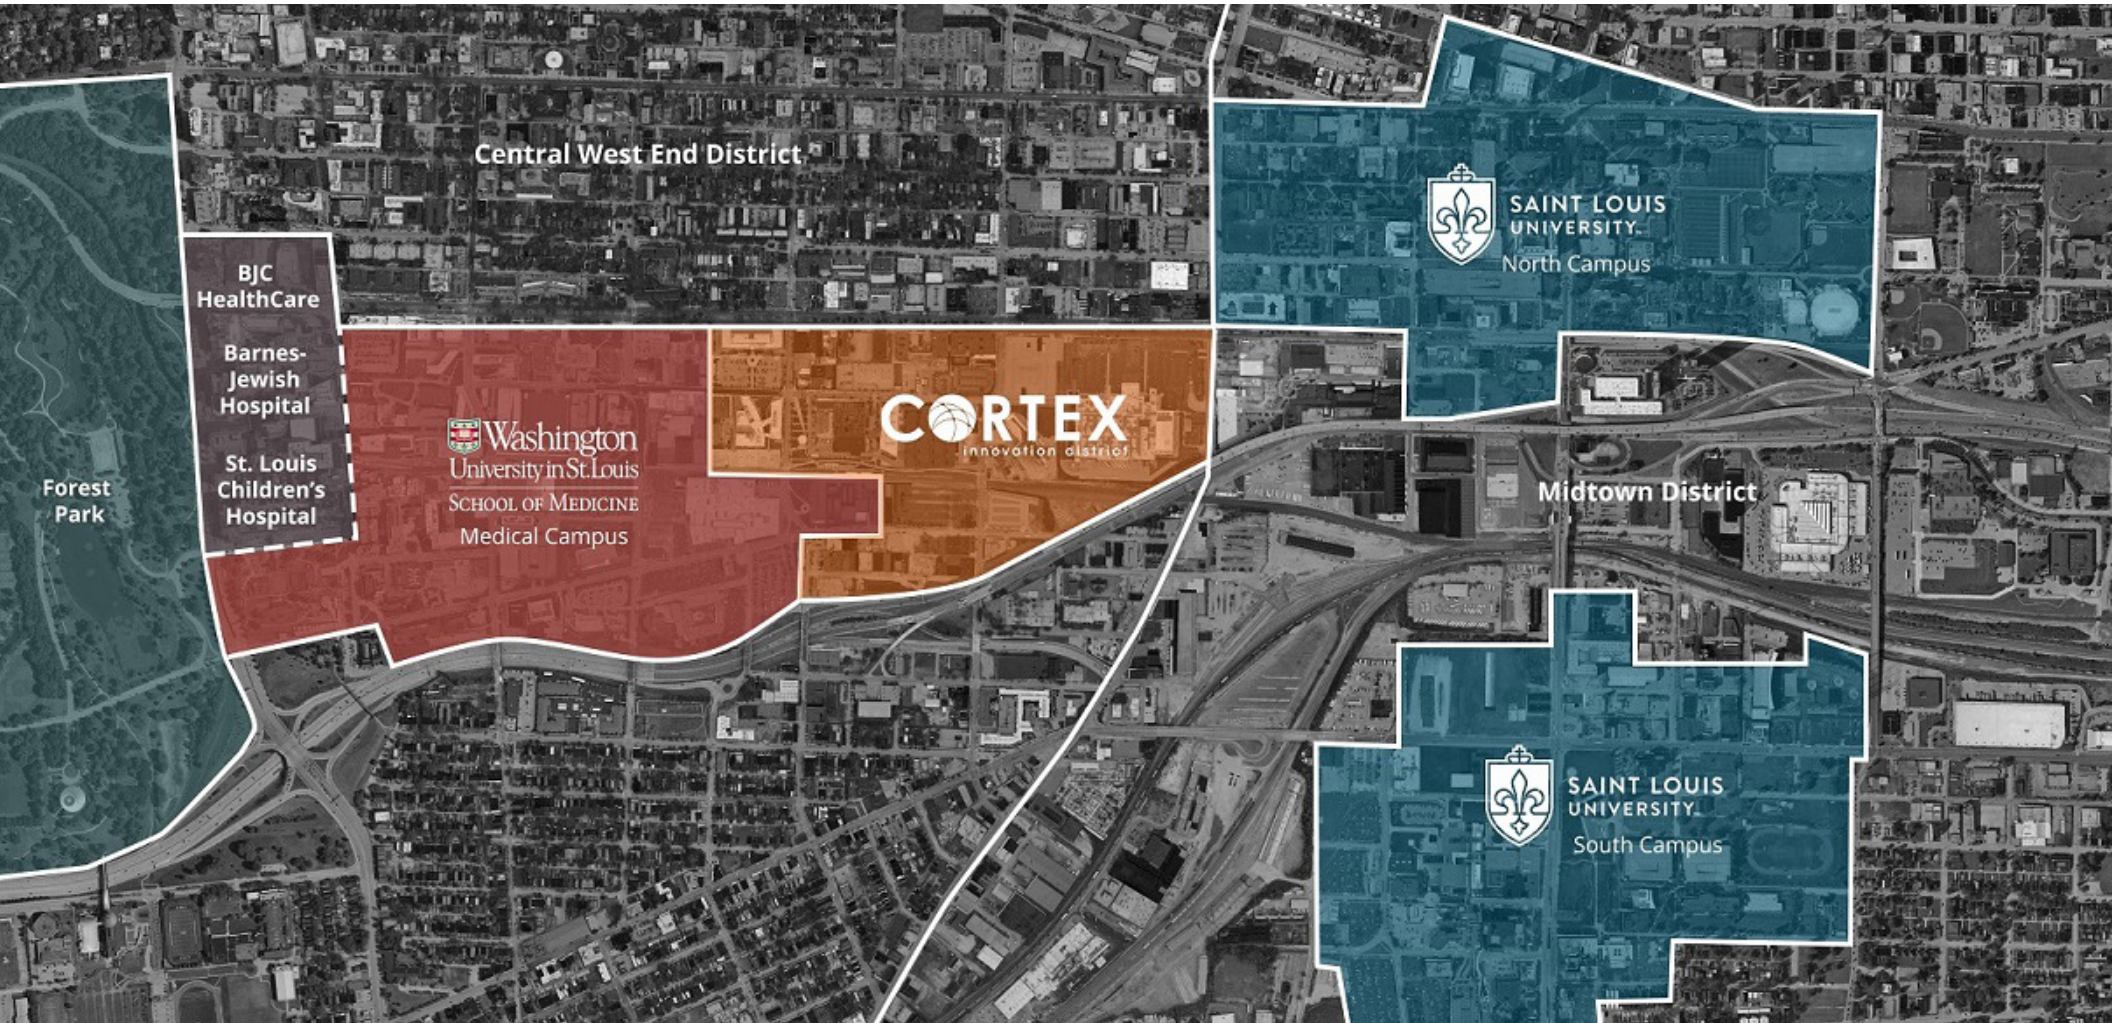 Central West End District
SAINT LOUIS
UNIVERSITY™
North Campus
BJC
HealthCare
Barnes-
Jewish
Hospital
St. Louis
Children's
Hospital
Forest
Park
Washington
University in St. Louis
SCHOOL OF MEDICINE
Medical Campus
CORTEX
innovation district
Midtown District
SAINT LOUIS
UNIVERSITY™
South Campus